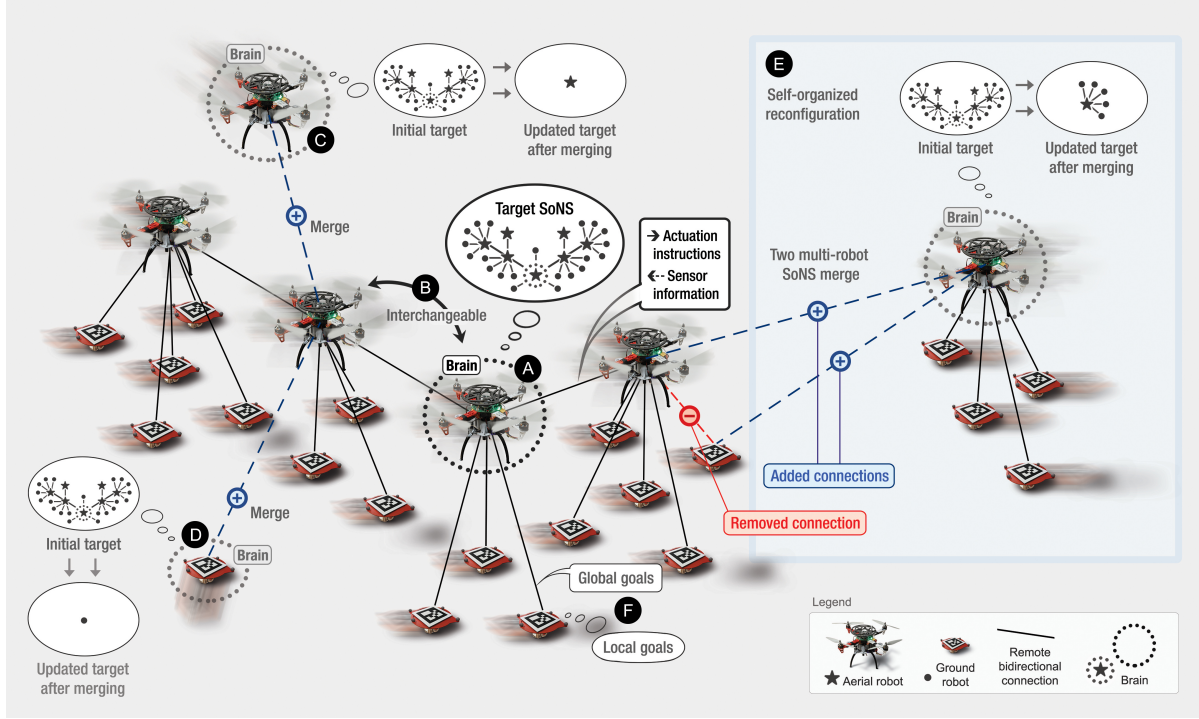 Brain
C
Initial target
Updated target
after merging
Merge
E
Self-organized
reconfiguration
Initial target
Updated target
after merging
Brain
Target SoNS
Actuation
instructions
Sensor
information
Two multi-robot
SoNS merge
B
Interchangeable
Brain
A
Added connections
Removed connection
Merge
D
Brain
Initial target
Updated target
after merging
Global goals
F
Local goals
Legend
Aerial robot
Ground
robot
Remote
bidirectional
connection
Brain